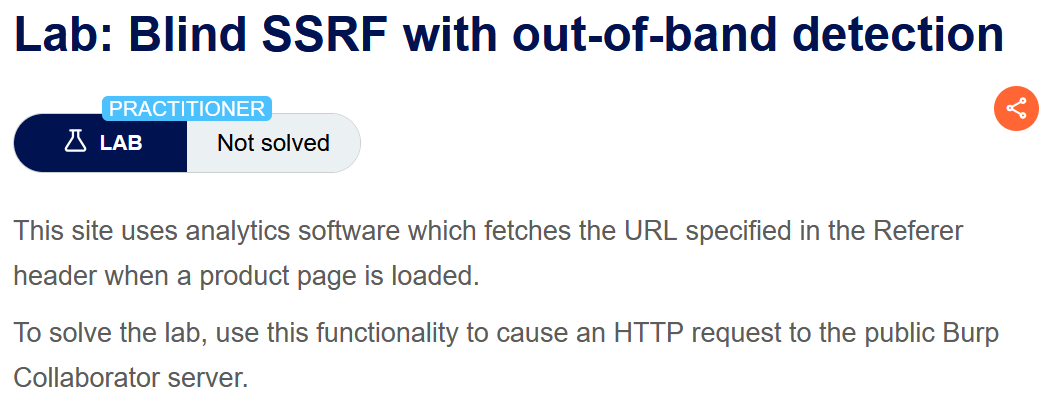 Lab: Blind SSRF with out-of-band detection
PRACTITIONER
LAB
Not solved
This site uses analytics software which fetches the URL specified in the Referer
header when a product page is loaded.
To solve the lab, use this functionality to cause an HTTP request to the public Burp
Collaborator server.